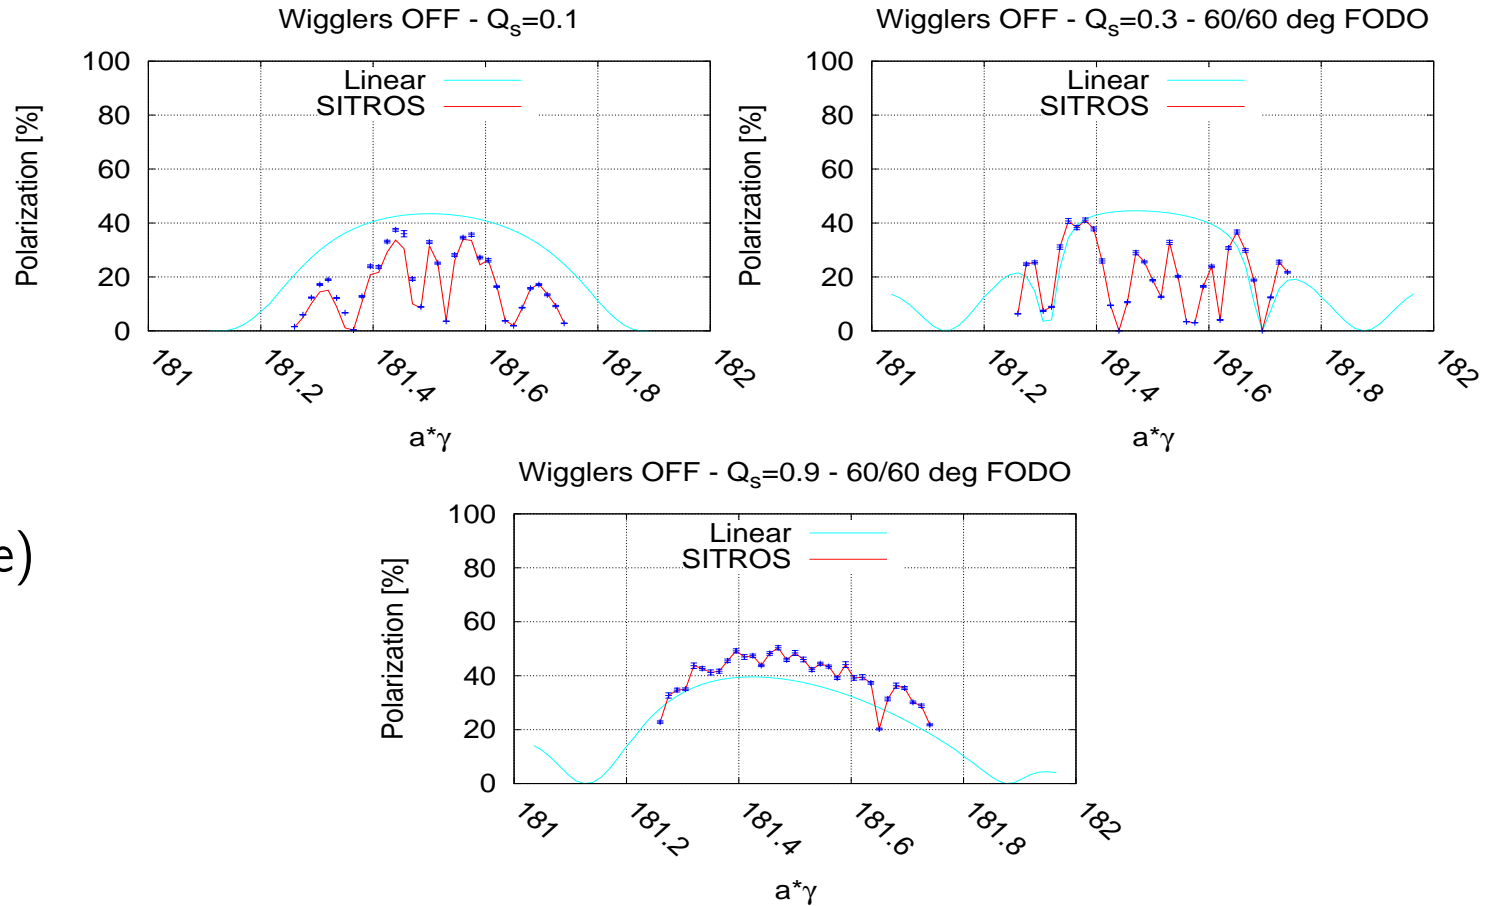 Wigglers OFF - Qs=0.1
Linear
SITROS
Polarization [%]
100
80
60
40
20
0
181
181.2
181.4
181.6
181.8
182
a*γ
Wigglers OFF - Qs=0.3 - 60/60 deg FODO
Linear
SITROS
Polarization [%]
100
80
60
40
20
0
181
181.2
181.4
181.6
181.8
182
a*γ
e)
Wigglers OFF - Qs=0.9 - 60/60 deg FODO
Linear
SITROS
Polarization [%]
100
80
60
40
20
0
181
181.2
181.4
181.6
181.8
182
a*γ